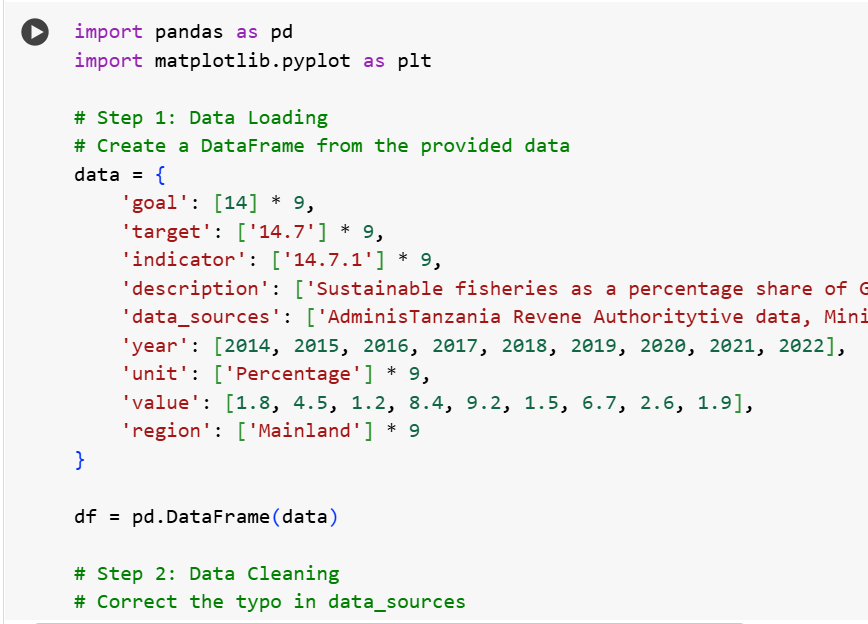 import pandas as pd
import matplotlib.pyplot as plt
# Step 1: Data Loading
# Create a DataFrame from the provided data
data = {
'goal': [14] * 9,
'target': ['14.7'] * 9,
'indicator': ['14.7.1'] * 9,
'description': ['Sustainable fisheries as a percentage share of G
'data_sources': ['AdminisTanzania Revene Authoritytive data, Mini
'year': [2014, 2015, 2016, 2017, 2018, 2019, 2020, 2021, 2022],
'unit': ['Percentage'] * 9,
'value': [1.8, 4.5, 1.2, 8.4, 9.2, 1.5, 6.7, 2.6, 1.9],
'region': ['Mainland'] * 9
}
df = pd.DataFrame(data)
# Step 2: Data Cleaning
# Correct the typo in data_sources